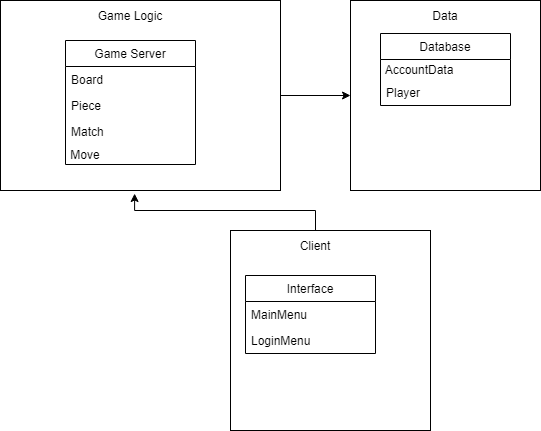 Game Logic
Game Server
Board
Piece
Match
Move
Data
Database
AccountData
Player
Client
Interface
MainMenu
LoginMenu